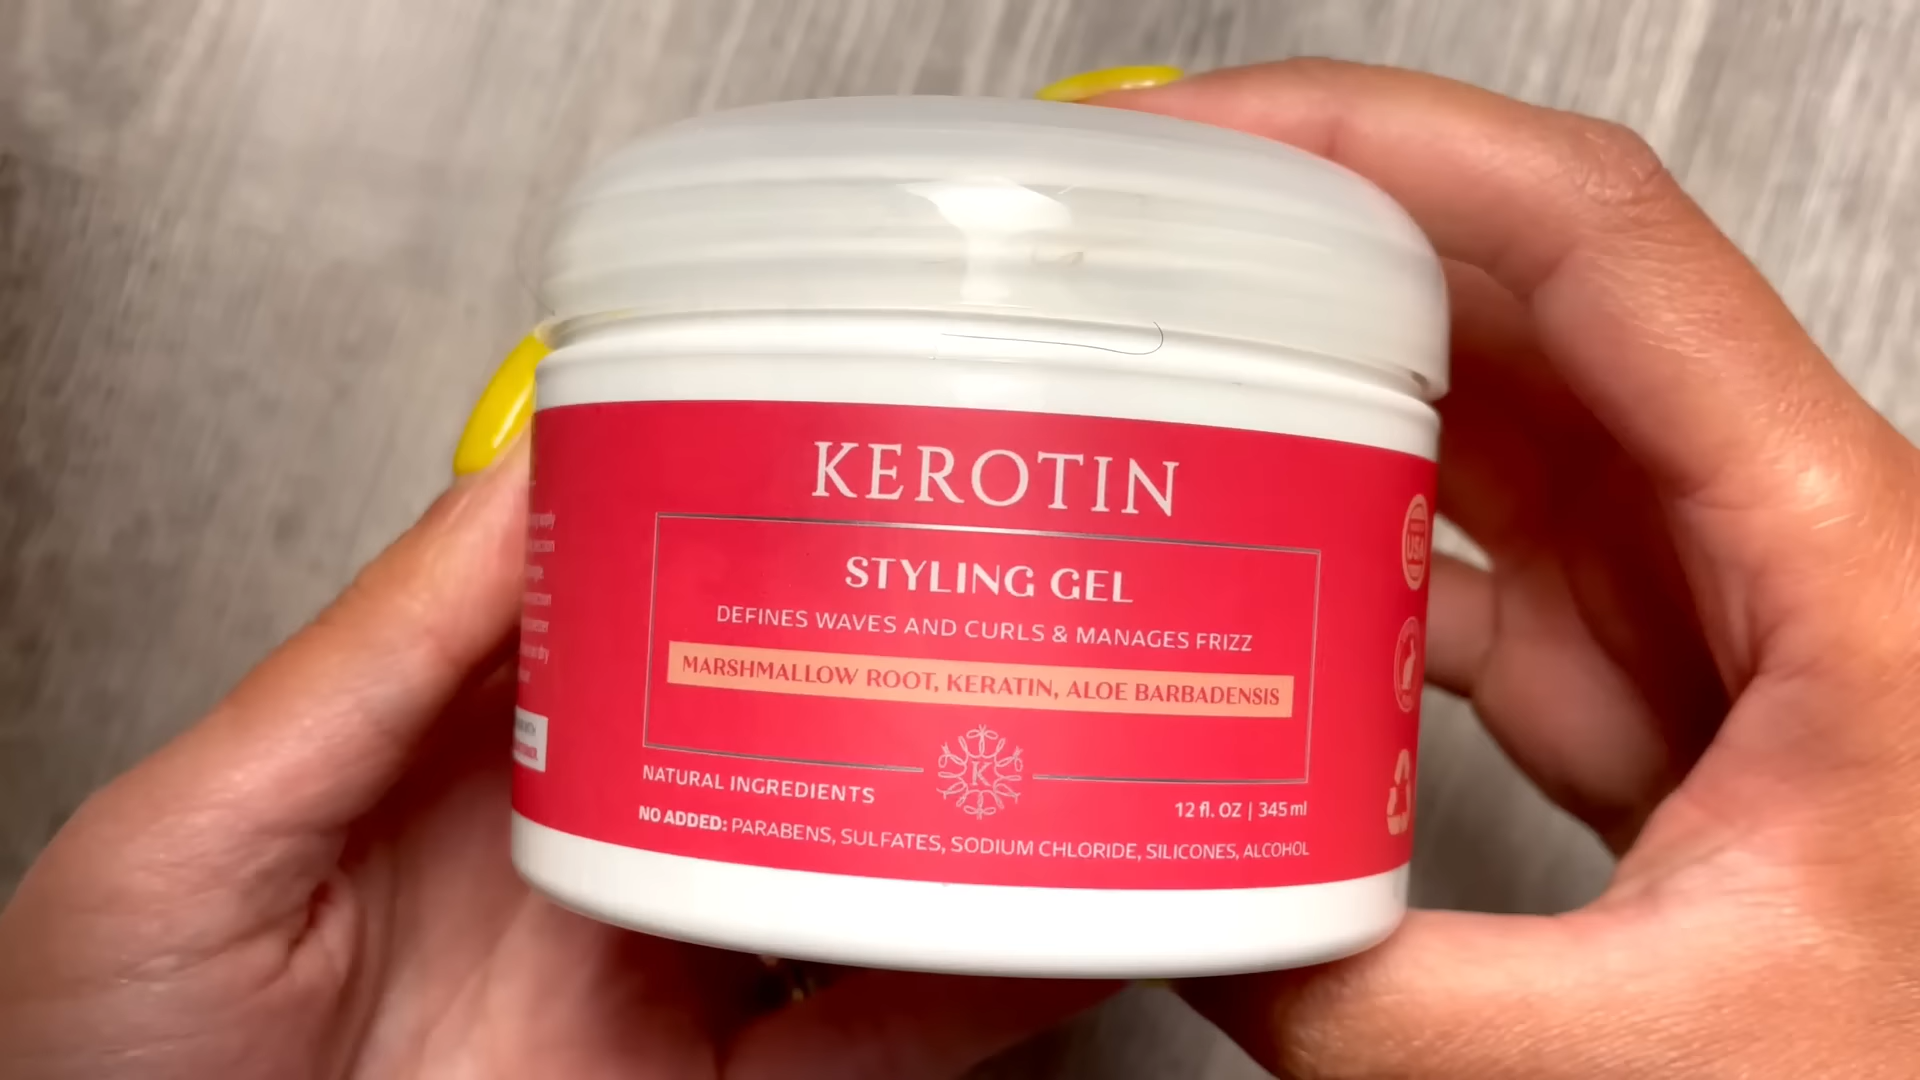 KEROTIN
STYLING GEL
DEFINES WAVES AND CURLS & MANAGES FRIZZ
MARSHMALLOW ROOT, KERATIN, ALOE BARBADENSIS
K
NATURAL INGREDIENTS
12 fl. OZ | 345 ml
NO ADDED: PARABENS, SULFATES, SODIUM CHLORIDE, SILICONES, ALCOHOL
USA